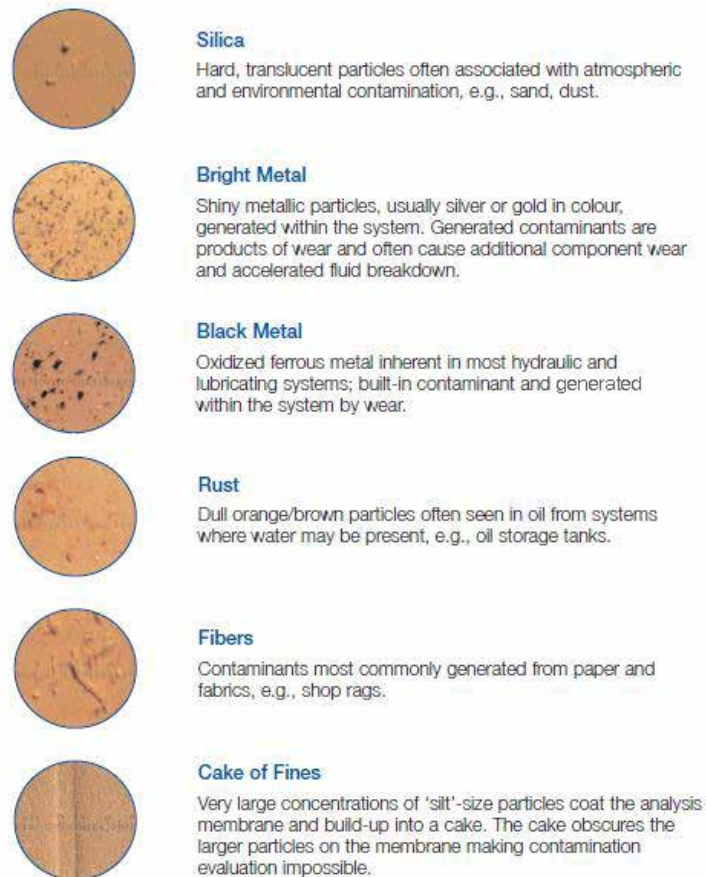 Silica
Hard, translucent particles often associated with atmospheric
and environmental contamination, e.g., sand, dust.
Bright Metal
Shiny metallic particles, usually silver or gold in colour,
generated within the system. Generated contaminants are
products of wear and often cause additional component wear
and accelerated fluid breakdown.
Black Metal
Oxidized ferrous metal inherent in most hydraulic and
lubricating systems; built-in contaminant and generated
within the system by wear.
Rust
Dull orange/brown particles often seen in oil from systems
where water may be present, e.g., oil storage tanks.
Fibers
Contaminants most commonly generated from paper and
fabrics, e.g., shop rags.
Cake of Fines
Very large concentrations of ‘silt’-size particles coat the analysis
membrane and build-up into a cake. The cake obscures the
larger particles on the membrane making contamination
evaluation impossible.